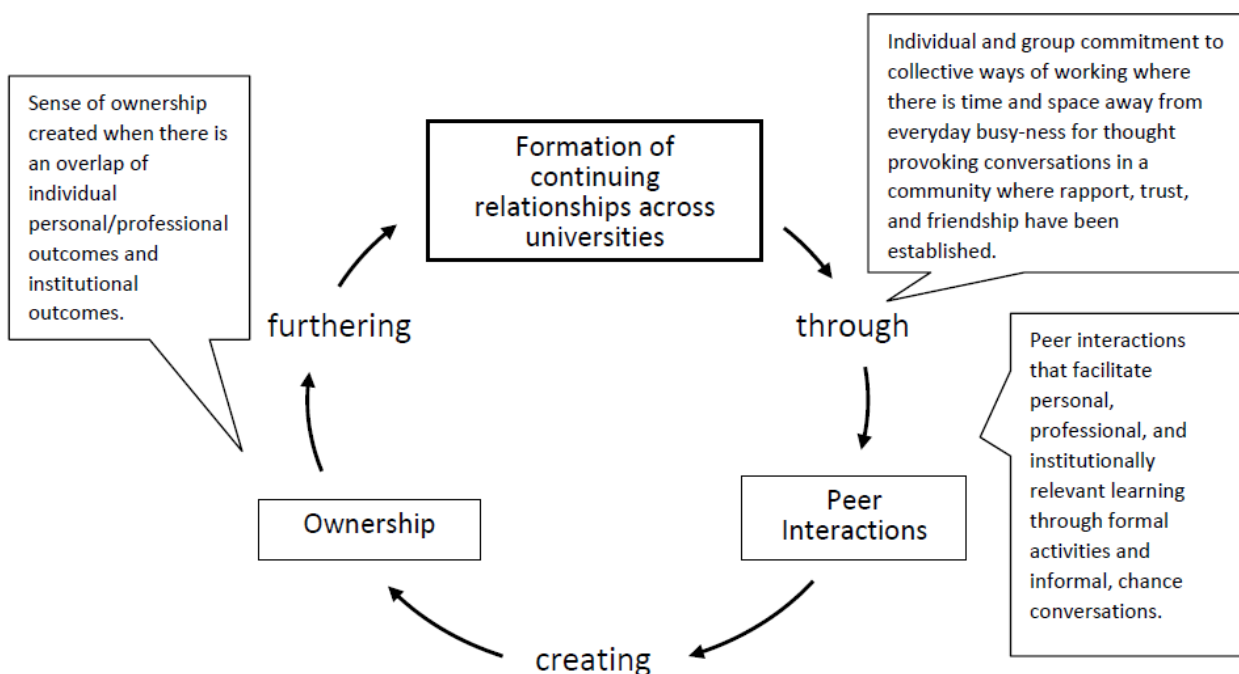 Individual and group commitment to
collective ways of working where
there is time and space away from
everyday busy-ness for thought
provoking conversations in a
community where rapport, trust,
and friendship have been
established.
Sense of ownership
created when there is
an overlap of
individual
personal/professional
outcomes and
institutional
outcomes.
Formation of
continuing
relationships across
universities
through
Peer interactions
that facilitate
personal,
professional, and
institutionally
relevant learning
through formal
activities and
informal, chance
conversations.
Peer
Interactions
creating
Ownership
furthering